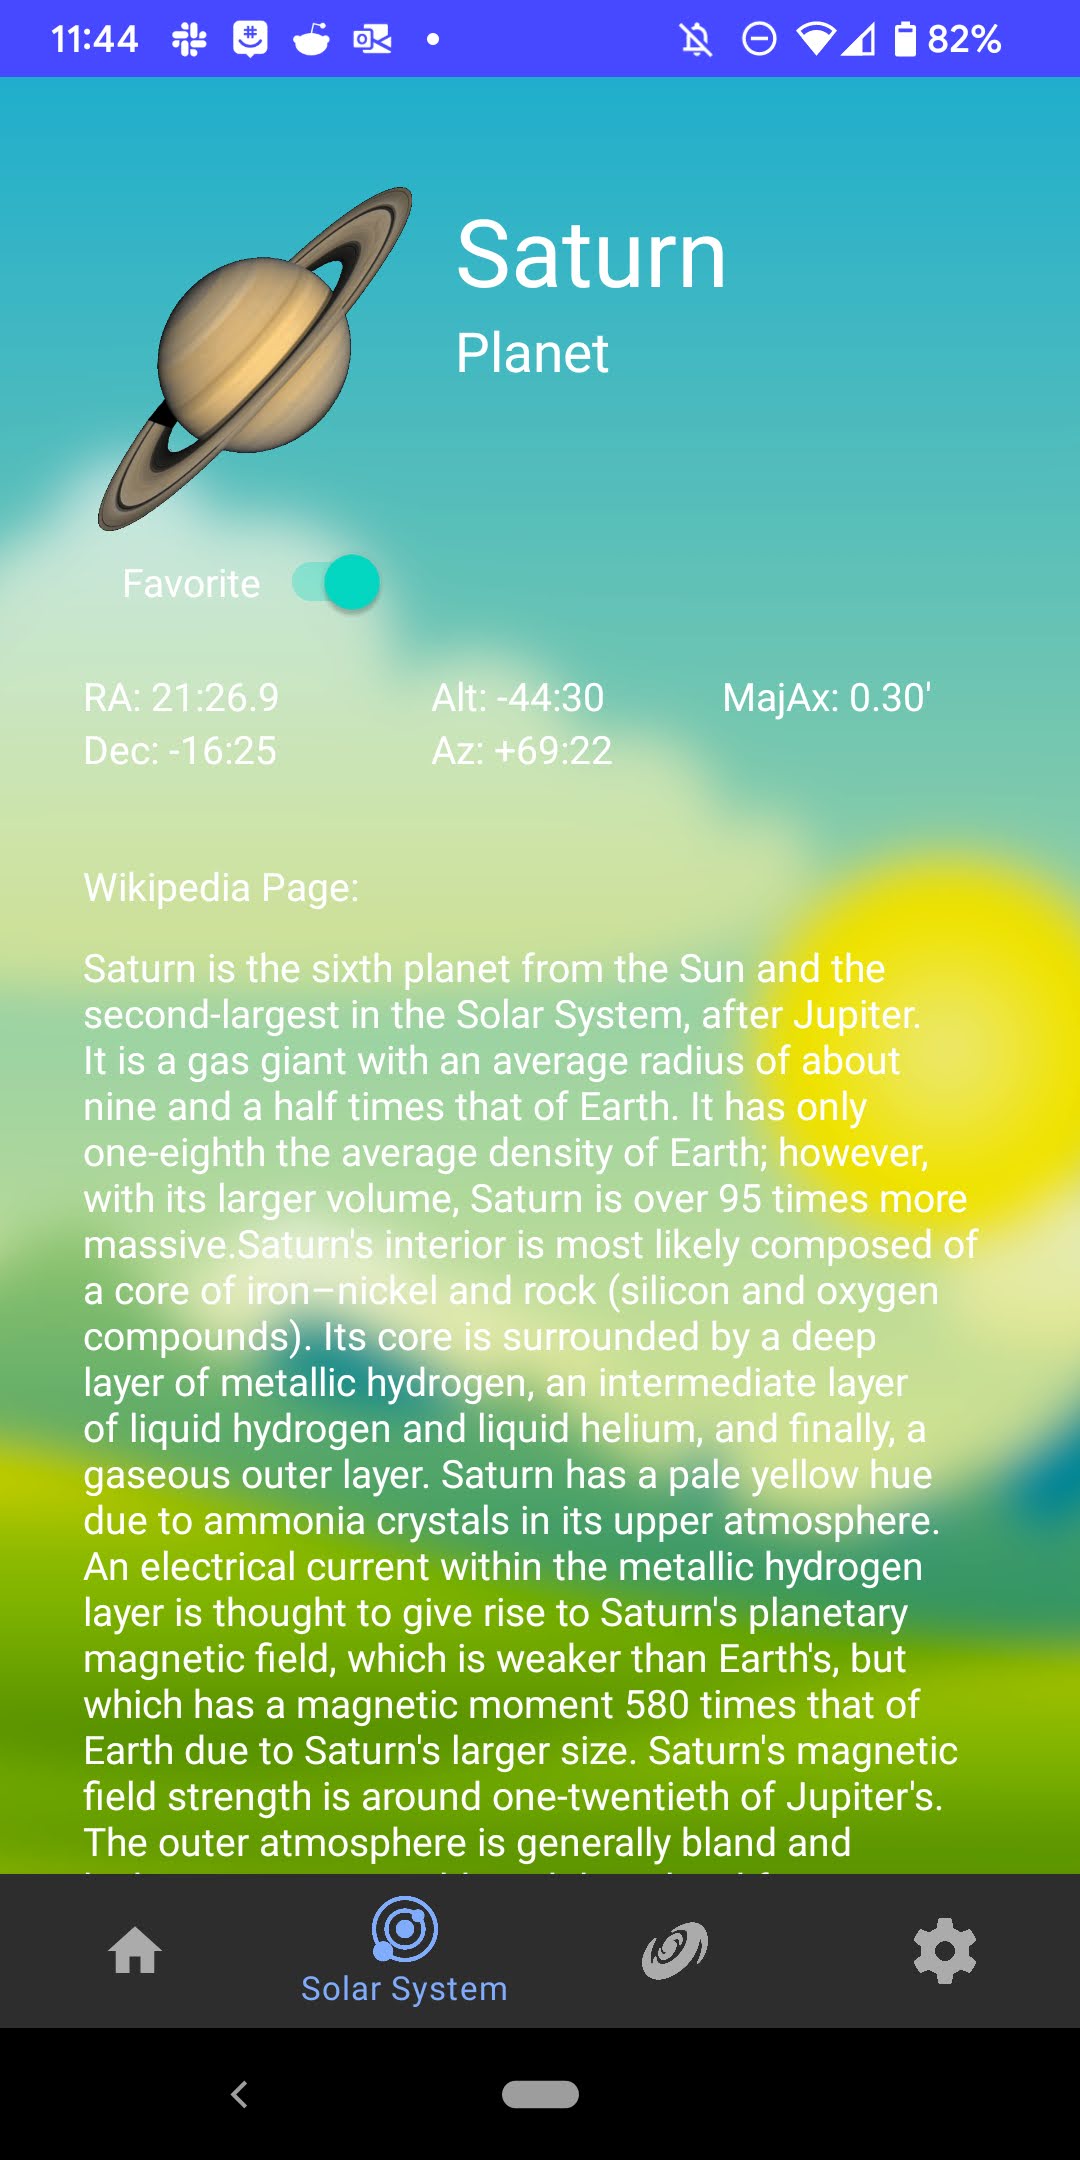 11:44
82%
Saturn
Planet
Favorite
RA: 21:26.9
Alt: -44:30
MajAx: 0.30'
Dec: -16:25
Az: +69:22
Wikipedia Page:
Saturn is the sixth planet from the Sun and the
second-largest in the Solar System, after Jupiter.
It is a gas giant with an average radius of about
nine and a half times that of Earth. It has only
one-eighth the average density of Earth; however,
with its larger volume, Saturn is over 95 times more
massive.Saturn's interior is most likely composed of
a core of iron–nickel and rock (silicon and oxygen
compounds). Its core is surrounded by a deep
layer of metallic hydrogen, an intermediate layer
of liquid hydrogen and liquid helium, and finally, a
gaseous outer layer. Saturn has a pale yellow hue
due to ammonia crystals in its upper atmosphere.
An electrical current within the metallic hydrogen
layer is thought to give rise to Saturn's planetary
magnetic field, which is weaker than Earth's, but
which has a magnetic moment 580 times that of
Earth due to Saturn's larger size. Saturn's magnetic
field strength is around one-twentieth of Jupiter's.
The outer atmosphere is generally bland and
Solar System